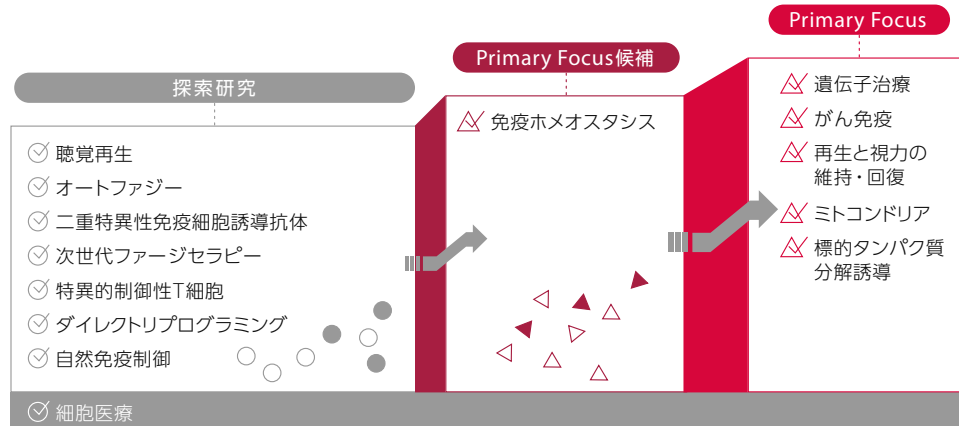 探索研究
聴覚再生
オートファジー
二重特異性免疫細胞誘導抗体
次世代ファージセラピー
特異的制御性T細胞
ダイレクトリプログラミング
自然免疫制御
細胞医療
Primary Focus候補
免疫ホメオスタシス
Primary Focus
遺伝子治療
がん免疫
再生と視力の
維持・回復
ミトコンドリア
標的タンパク質
分解誘導